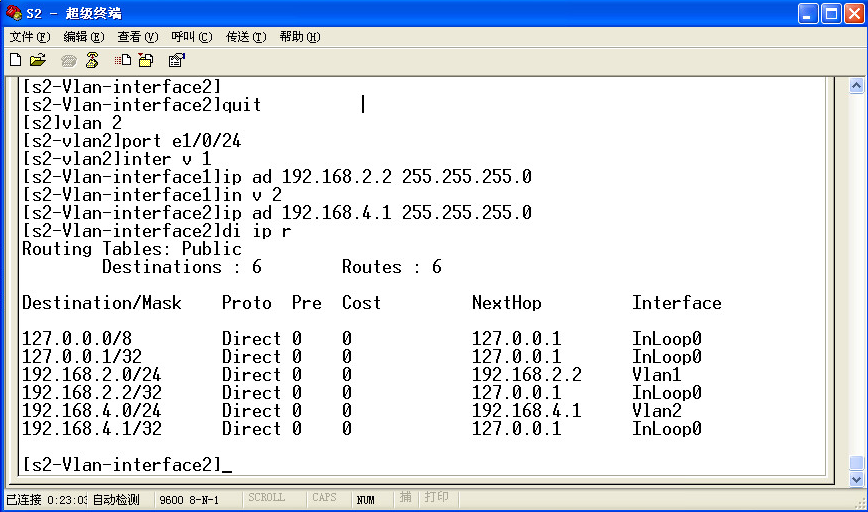 S2 - 超级终端
文件(F) 编辑(E) 查看(V) 呼叫(C) 传送(T) 帮助(H)
[s2-Vlan-interface2]
[s2-Vlan-interface2]quit
[s2]vlan 2
[s2-vlan2]port e1/0/24
[s2-vlan2]inter v 1
[s2-Vlan-interface1]ip ad 192.168.2.2 255.255.255.0
[s2-Vlan-interface1]in v 2
[s2-Vlan-interface2]ip ad 192.168.4.1 255.255.255.0
[s2-Vlan-interface2]di ip r
Routing Tables: Public
Destinations : 6 Routes : 6
Destination/Mask Proto Pre Cost NextHop Interface
127.0.0.0/8 Direct 0 0 127.0.0.1 InLoop0
127.0.0.1/32 Direct 0 0 127.0.0.1 InLoop0
192.168.2.0/24 Direct 0 0 192.168.2.2 Vlan1
192.168.2.2/32 Direct 0 0 127.0.0.1 InLoop0
192.168.4.0/24 Direct 0 0 192.168.4.1 Vlan2
192.168.4.1/32 Direct 0 0 127.0.0.1 InLoop0
[s2-Vlan-interface2]_
已连接 0:23:03 自动检测 9600 8-N-1 SCROLL CAPS NUM 捕 打印